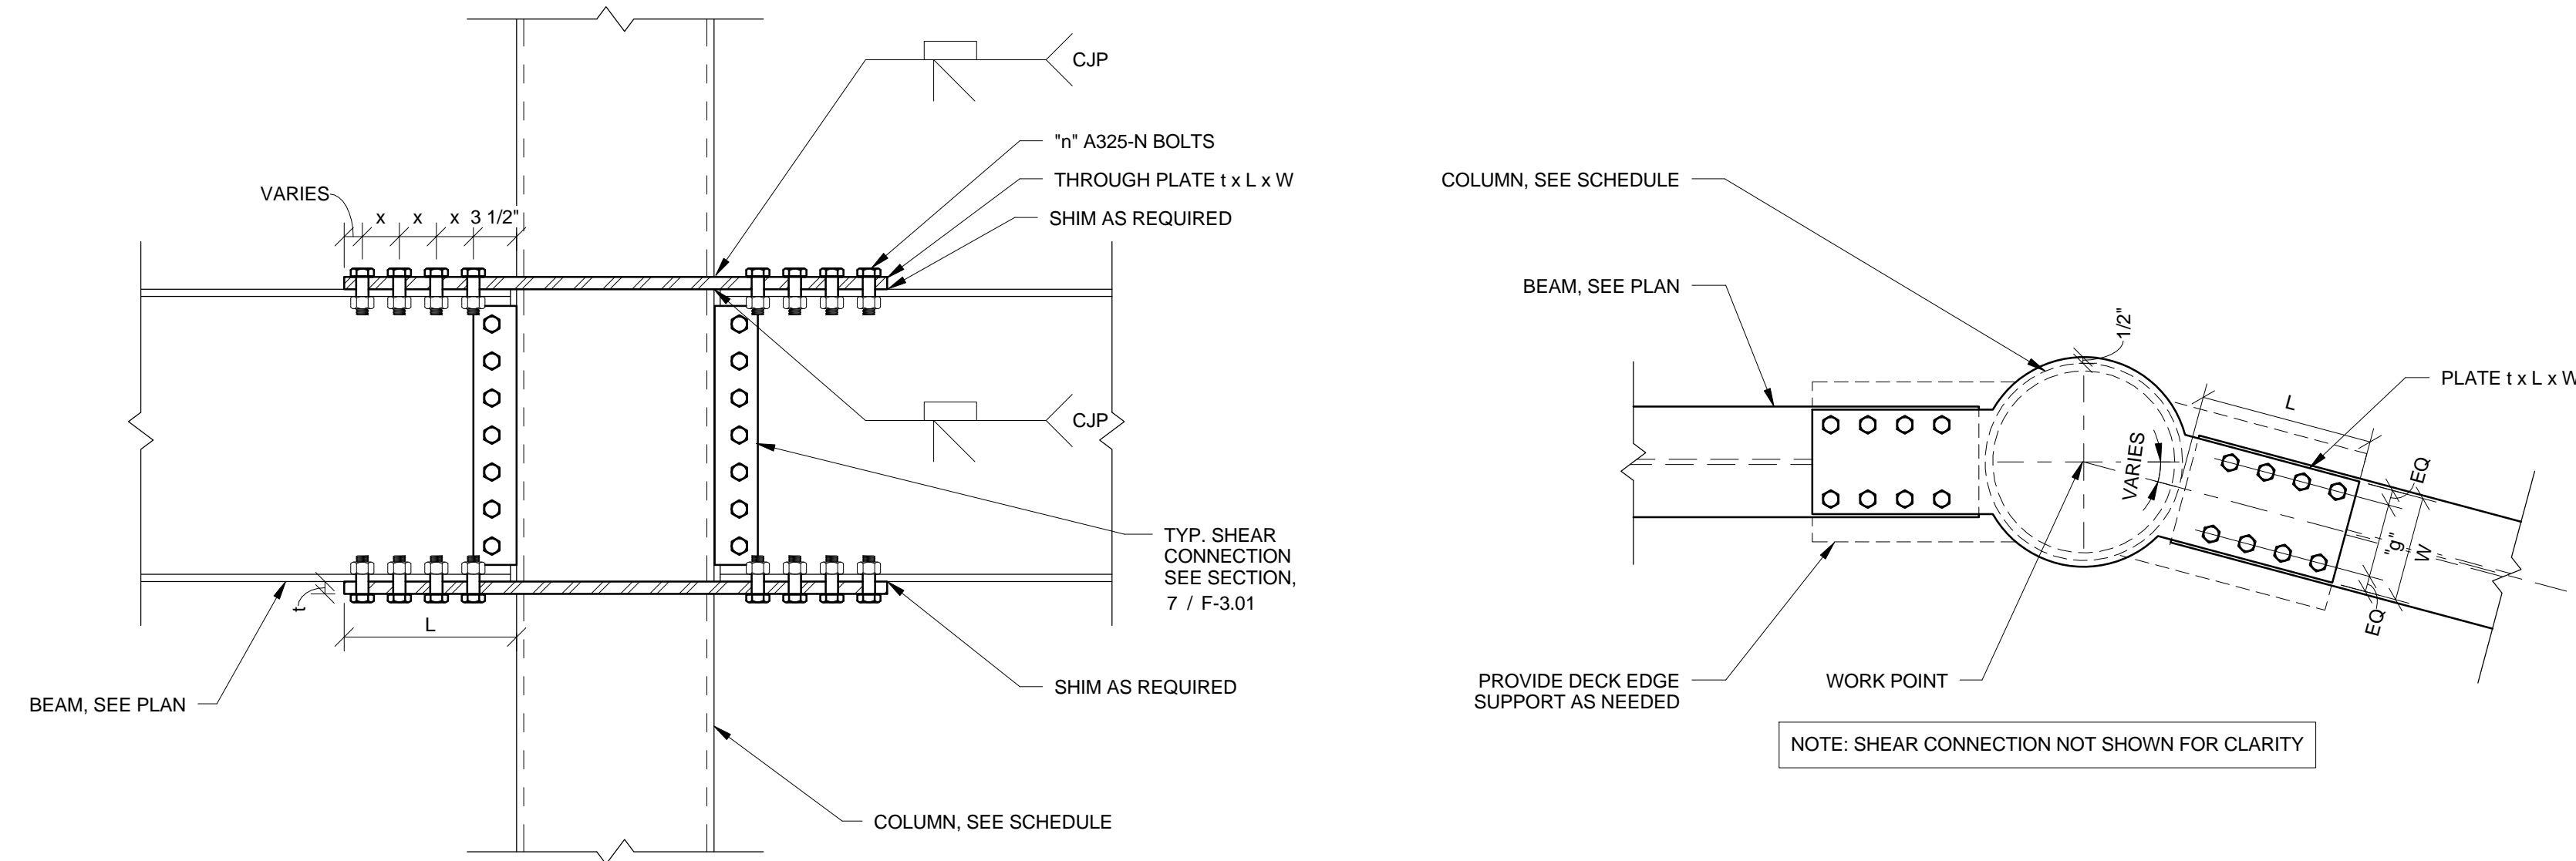 CJP
"n" A325-N BOLTS
THROUGH PLATE t x L x W
SHIM AS REQUIRED
VARIES
x
x
x
3 1/2"
CJP
TYP. SHEAR
CONNECTION
SEE SECTION,
7 / F-3.01
t
L
SHIM AS REQUIRED
BEAM, SEE PLAN
COLUMN, SEE SCHEDULE
COLUMN, SEE SCHEDULE
BEAM, SEE PLAN
1/2"
PLATE t x L x W
L
VARIES
EQ
"g"
W
EQ
PROVIDE DECK EDGE
SUPPORT AS NEEDED
WORK POINT
NOTE: SHEAR CONNECTION NOT SHOWN FOR CLARITY